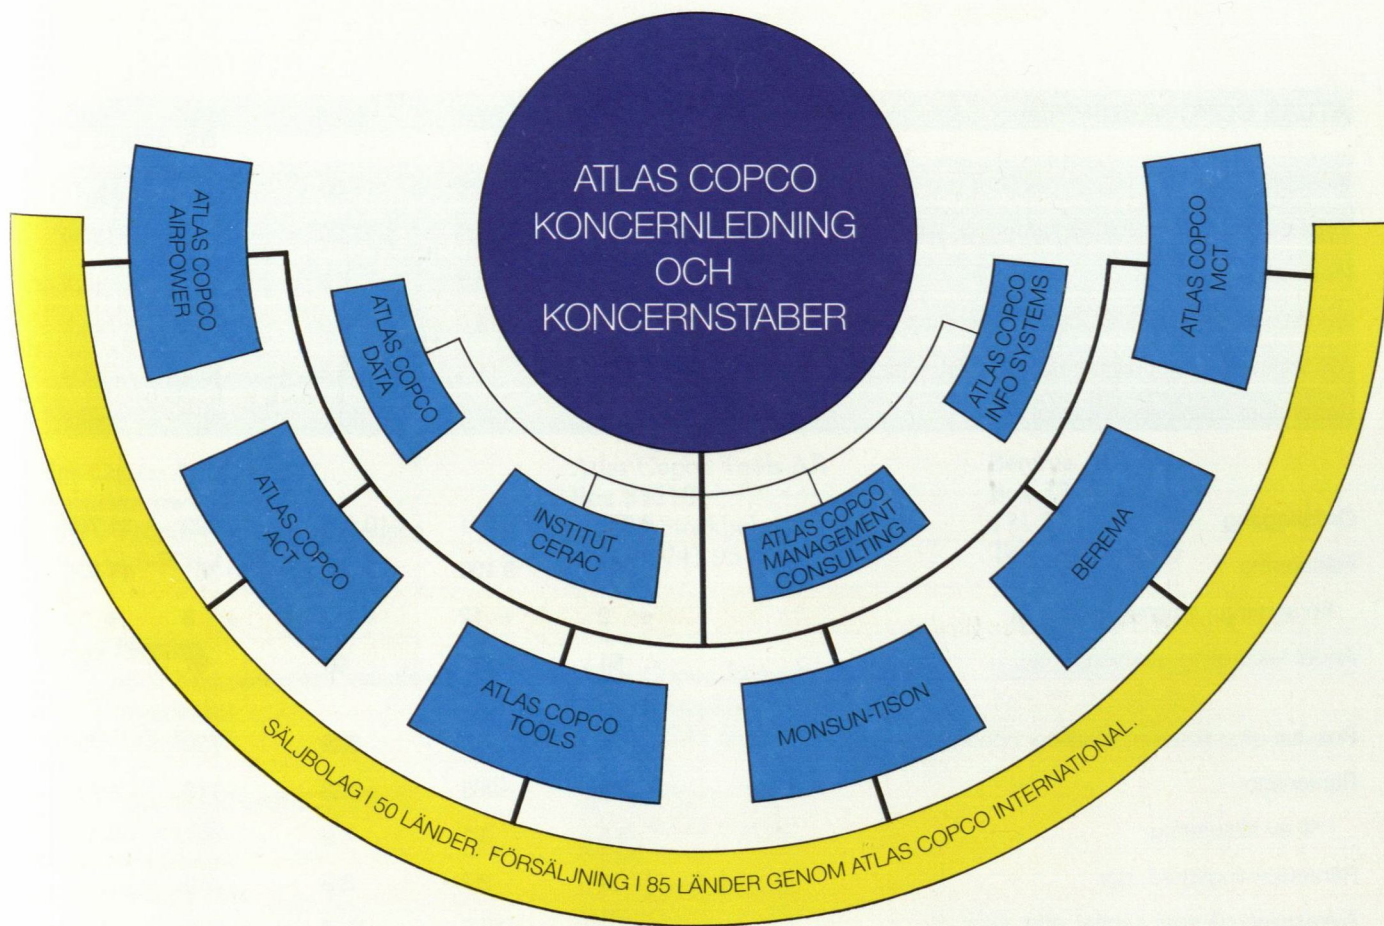 ATLAS COPCO
KONCERNLEDNING
OCH
KONCERNSTABER
ATLAS COPCO
AIRPOWER
ATLAS COPCO
DATA
ATLAS COPCO
INFO SYSTEMS
ATLAS COPCO
MCT
ATLAS COPCO
ACT
INSTITUT
CERAC
ATLAS COPCO
MANAGEMENT
CONSULTING
BEREMA
ATLAS COPCO
TOOLS
MONSUN-TISON
SÄLJBOLAG I 50 LÄNDER. FÖRSÄLJNING I 85 LÄNDER GENOM ATLAS COPCO INTERNATIONAL.